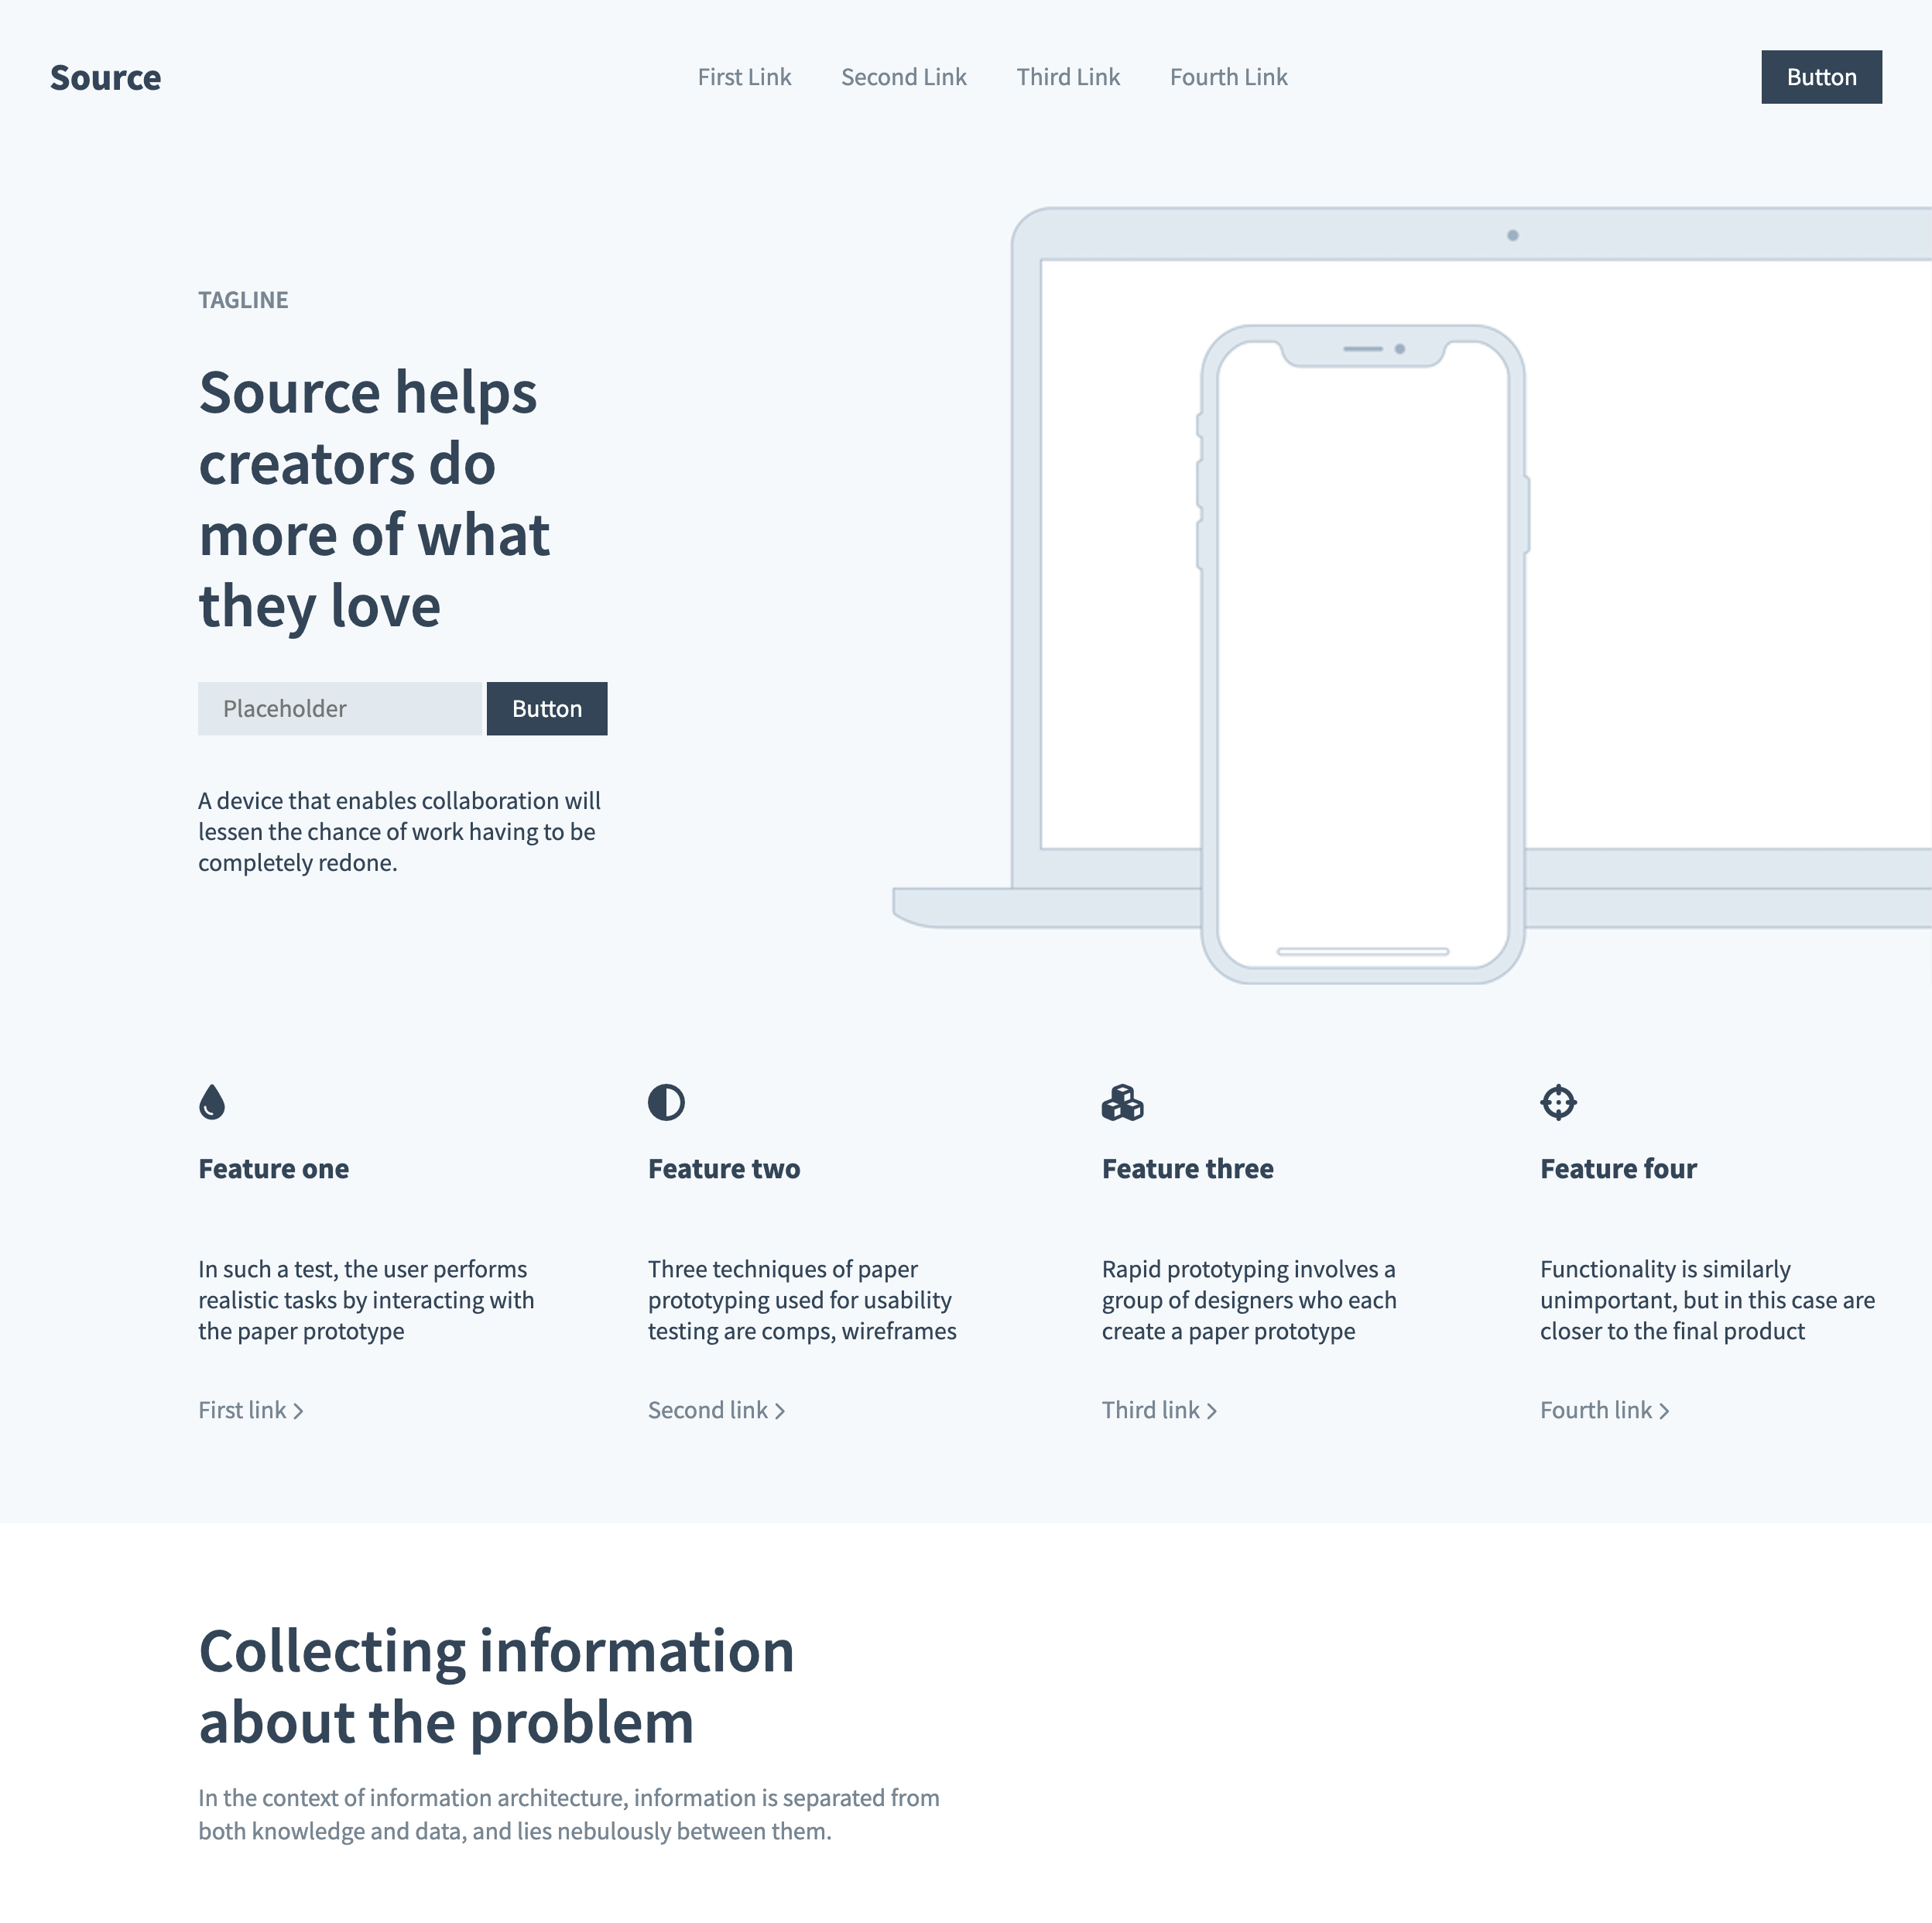 Source
First Link
Second Link
Third Link
Fourth Link
Button
TAGLINE
Source helps
creators do
more of what
they love
Placeholder
Button
A device that enables collaboration will
lessen the chance of work having to be
completely redone.
Feature one
In such a test, the user performs
realistic tasks by interacting with
the paper prototype
First link
Feature two
Three techniques of paper
prototyping used for usability
testing are comps, wireframes
Second link
Feature three
Rapid prototyping involves a
group of designers who each
create a paper prototype
Third link
Feature four
Functionality is similarly
unimportant, but in this case are
closer to the final product
Fourth link
Collecting information
about the problem
In the context of information architecture, information is separated from
both knowledge and data, and lies nebulously between them.